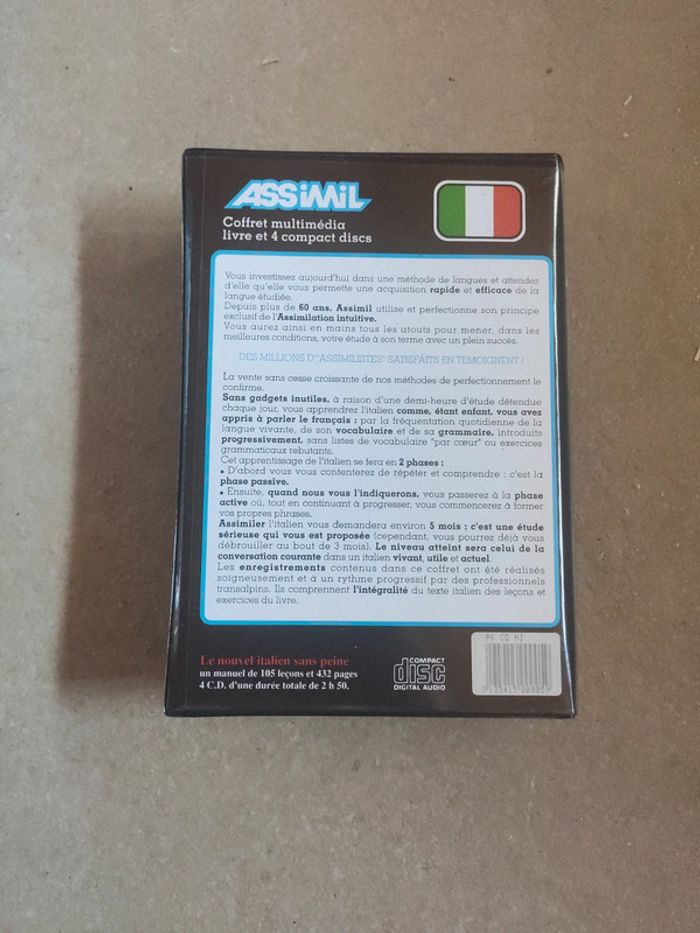 ASSiMiL
Coffret multimédia
livre et 4 compact discs
Vous investissez aujourd'hui dans une méthode de langues et attendez
d'elle qu'elle vous permette une acquisition rapide et efficace de la
langue étudiée.
Depuis plus de 60 ans, Assimil utilise et perfectionne son principe
exclusif de l'Assimilation intuitive.
Vous aurez ainsi en mains tous les atouts pour mener, dans les
meilleures conditions, votre étude à son terme avec un plein succès.
DES MILLIONS D'"ASSIMILISTES" SATISFAITS EN TEMOIGNENT !
La vente sans cesse croissante de nos méthodes de perfectionnement le
confirme.
Sans gadgets inutiles, à raison d'une demi-heure d'étude détendue
chaque jour, vous apprendrez l'italien comme, étant enfant, vous avez
appris à parler le français : par la fréquentation quotidienne de la
langue vivante, de son vocabulaire et de sa grammaire, introduits
progressivement, sans listes de vocabulaire "par cœur" ou exercices
grammaticaux rebutants.
Cet apprentissage de l'italien se fera en 2 phases :
• D'abord vous vous contenterez de répéter et comprendre : c'est la
phase passive.
• Ensuite, quand nous vous l'indiquerons, vous passerez à la phase
active où, tout en continuant à progresser, vous commencerez à former
vos propres phrases.
Assimiler l'italien vous demandera environ 5 mois : c'est une étude
sérieuse qui vous est proposée (cependant, vous pourrez déjà vous
débrouiller au bout de 3 mois). Le niveau atteint sera celui de la
conversation courante dans un italien vivant, utile et actuel.
Les enregistrements contenus dans ce coffret ont été réalisés
soigneusement et à un rythme progressif par des professionnels
transalpins. Ils comprennent l'intégralité du texte italien des leçons et
exercices du livre.
Le nouvel italien sans peine
un manuel de 105 leçons et 432 pages
4 C.D. d'une durée totale de 2 h 50.
COMPACT
disc
DIGITAL AUDIO
PK CD NI